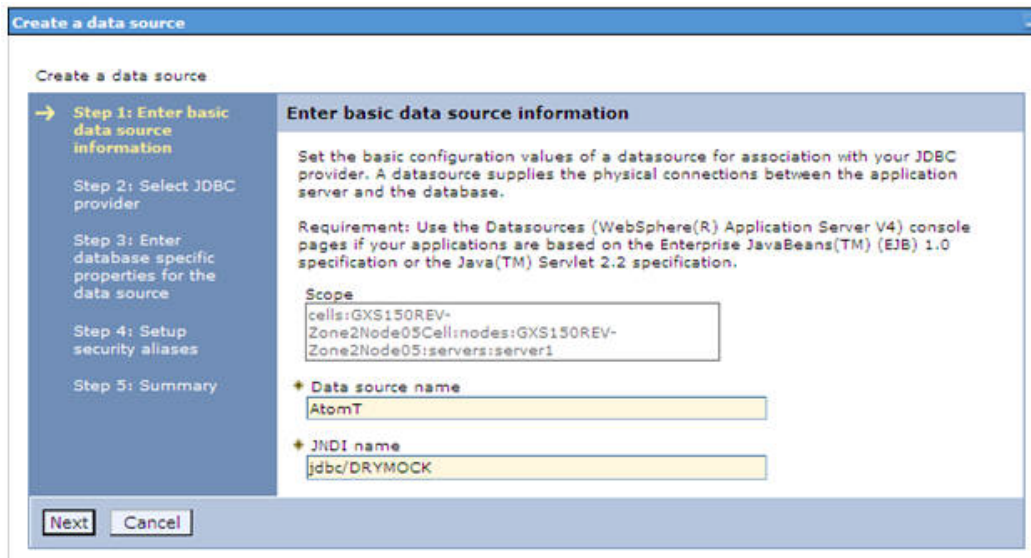 Create a data source
Create a data source
Step 1: Enter basic
data source
information
Step 2: Select JDBC
provider
Step 3: Enter
database specific
properties for the
data source
Step 4: Setup
security aliases
Step 5: Summary
Enter basic data source information
Set the basic configuration values of a datasource for association with your JDBC
provider. A datasource supplies the physical connections between the application
server and the database.
Requirement: Use the Datasources (WebSphere(R) Application Server V4) console
pages if your applications are based on the Enterprise JavaBeans(TM) (EJB) 1.0
specification or the Java(TM) Servlet 2.2 specification.
Scope
cells:GXS150REV-
Zone2Node05Cell:nodes:GXS150REV-
Zone2Node05:servers:server1
Data source name
AtomT
JNDI name
jdbc/DRYMOCK
Next Cancel